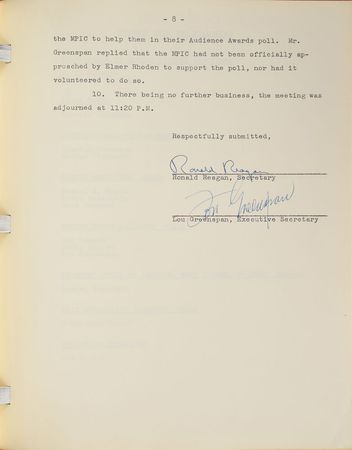 - 8 -
the MPIC to help them in their Audience Awards poll. Mr.
Greenspan replied that the MPIC had not been officially ap-
proached by Elmer Rhoden to support the poll, nor had it
volunteered to do so.
10. There being no further business, the meeting was
adjourned at 11:20 P.M.
Respectfully submitted,
Ronald Reagan
Ronald Reagan, Secretary
Lou Greenspan
Lou Greenspan, Executive Secretary